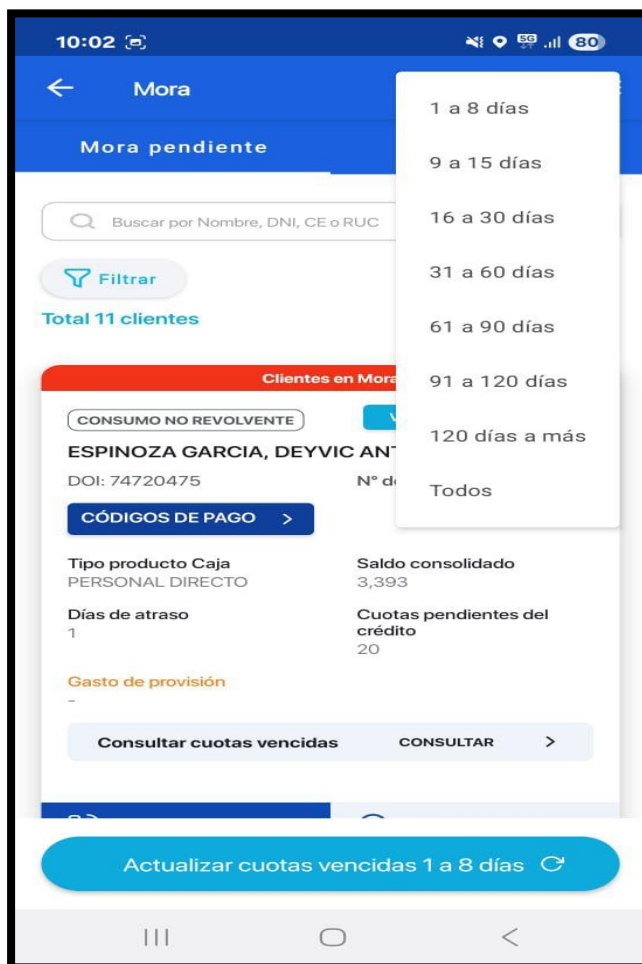 10:02
5G
80
Mora
Mora pendiente
1 a 8 días
9 a 15 días
16 a 30 días
31 a 60 días
61 a 90 días
91 a 120 días
120 días a más
Todos
Buscar por Nombre, DNI, CE o RUC
Filtrar
Total 11 clientes
Clientes en Mora
CONSUMO NO REVOLVENTE
ESPINOZA GARCIA, DEYVIC ANT
DOI: 74720475
N° de
CÓDIGOS DE PAGO >
Tipo producto Caja
PERSONAL DIRECTO
Saldo consolidado
3,393
Días de atraso
1
Cuotas pendientes del
crédito
20
Gasto de provisión
-
Consultar cuotas vencidas CONSULTAR >
Actualizar cuotas vencidas 1 a 8 días